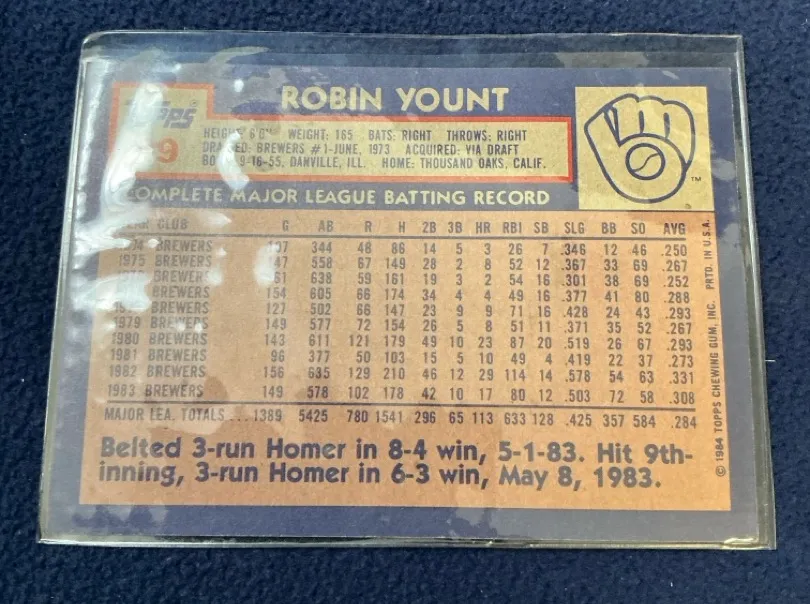 ROBIN YOUNT
Topps
9
HEIGHT: 6'0" WEIGHT: 165 BATS: RIGHT THROWS: RIGHT
DRAFTED: BREWERS #1-JUNE, 1973 ACQUIRED: VIA DRAFT
9-16-55, DANVILLE, ILL. HOME: THOUSAND OAKS, CALIF.
TM
COMPLETE MAJOR LEAGUE BATTING RECORD
YEAR CLUB G AB R H 2B 3B HR RBI SB SLG BB SO AVG
BREWERS 107 344 48 86 14 5 3 26 7 .346 12 46 .250
1975 BREWERS 147 558 67 149 28 2 8 52 12 .367 33 69 .267
BREWERS 638 59 161 19 3 2 54 16 .301 38 69 .252
BREWERS 154 605 66 174 34 4 4 49 16 .377 41 80 .288
BREWERS 127 502 66 147 23 9 9 71 16 .428 24 43 .293
1979 BREWERS 149 577 72 154 26 5 8 51 11 .371 35 52 .267
1980 BREWERS 143 611 121 179 49 10 23 87 20 .519 26 67 .293
1981 BREWERS 96 377 50 103 15 5 10 49 4 .419 22 37 .273
1982 BREWERS 156 635 129 210 46 12 29 114 14 .578 54 63 .331
1983 BREWERS 149 578 102 178 42 10 17 80 12 .503 72 58 .308
MAJOR LEA. TOTALS... 1389 5425 780 1541 296 65 113 633 128 .425 357 584 .284
Belted 3-run Homer in 8-4 win, 5-1-83. Hit 9th-
inning, 3-run Homer in 6-3 win, May 8, 1983.
© 1984 TOPPS CHEWING GUM, INC. PRTD. IN U.S.A.